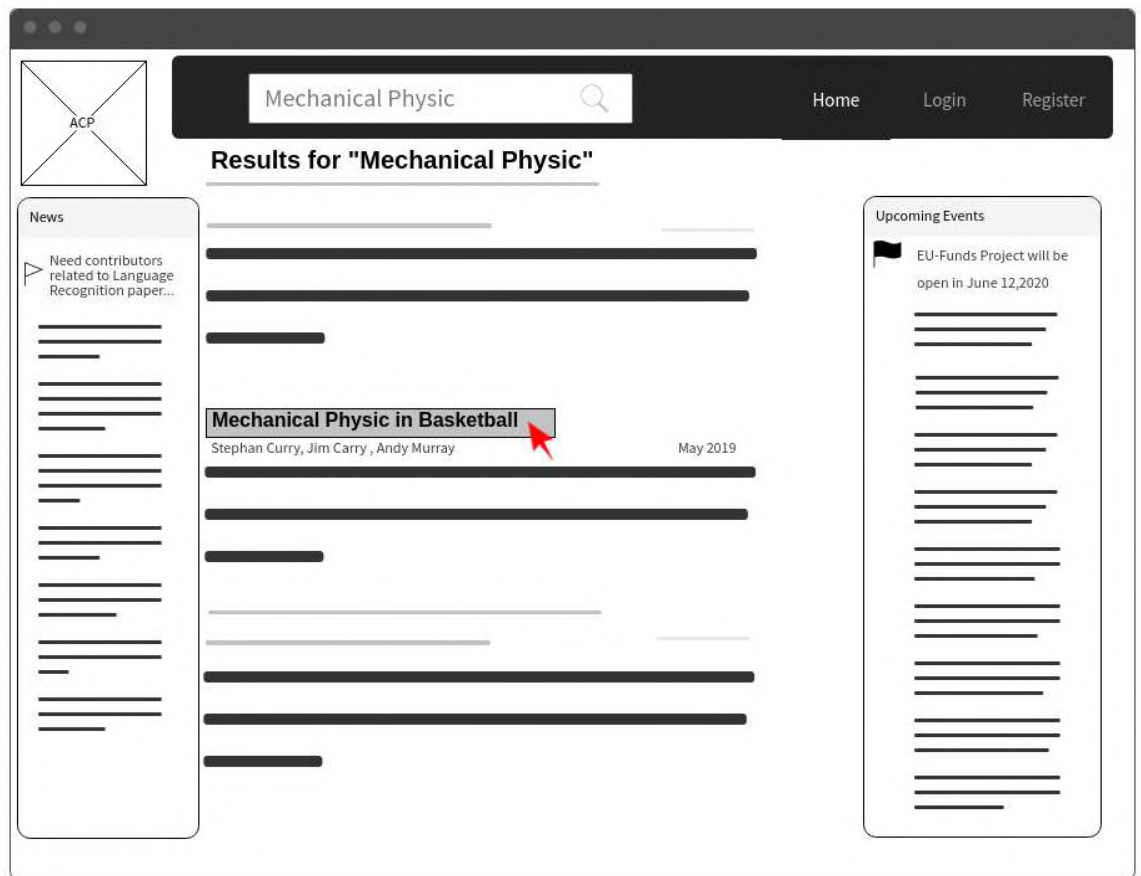 ACP
Mechanical Physic
Home
Login
Register
Results for "Mechanical Physic"
News
Need contributors
related to Language
Recognition paper...
Mechanical Physic in Basketball
Stephan Curry, Jim Carry , Andy Murray
May 2019
Upcoming Events
EU-Funds Project will be
open in June 12,2020